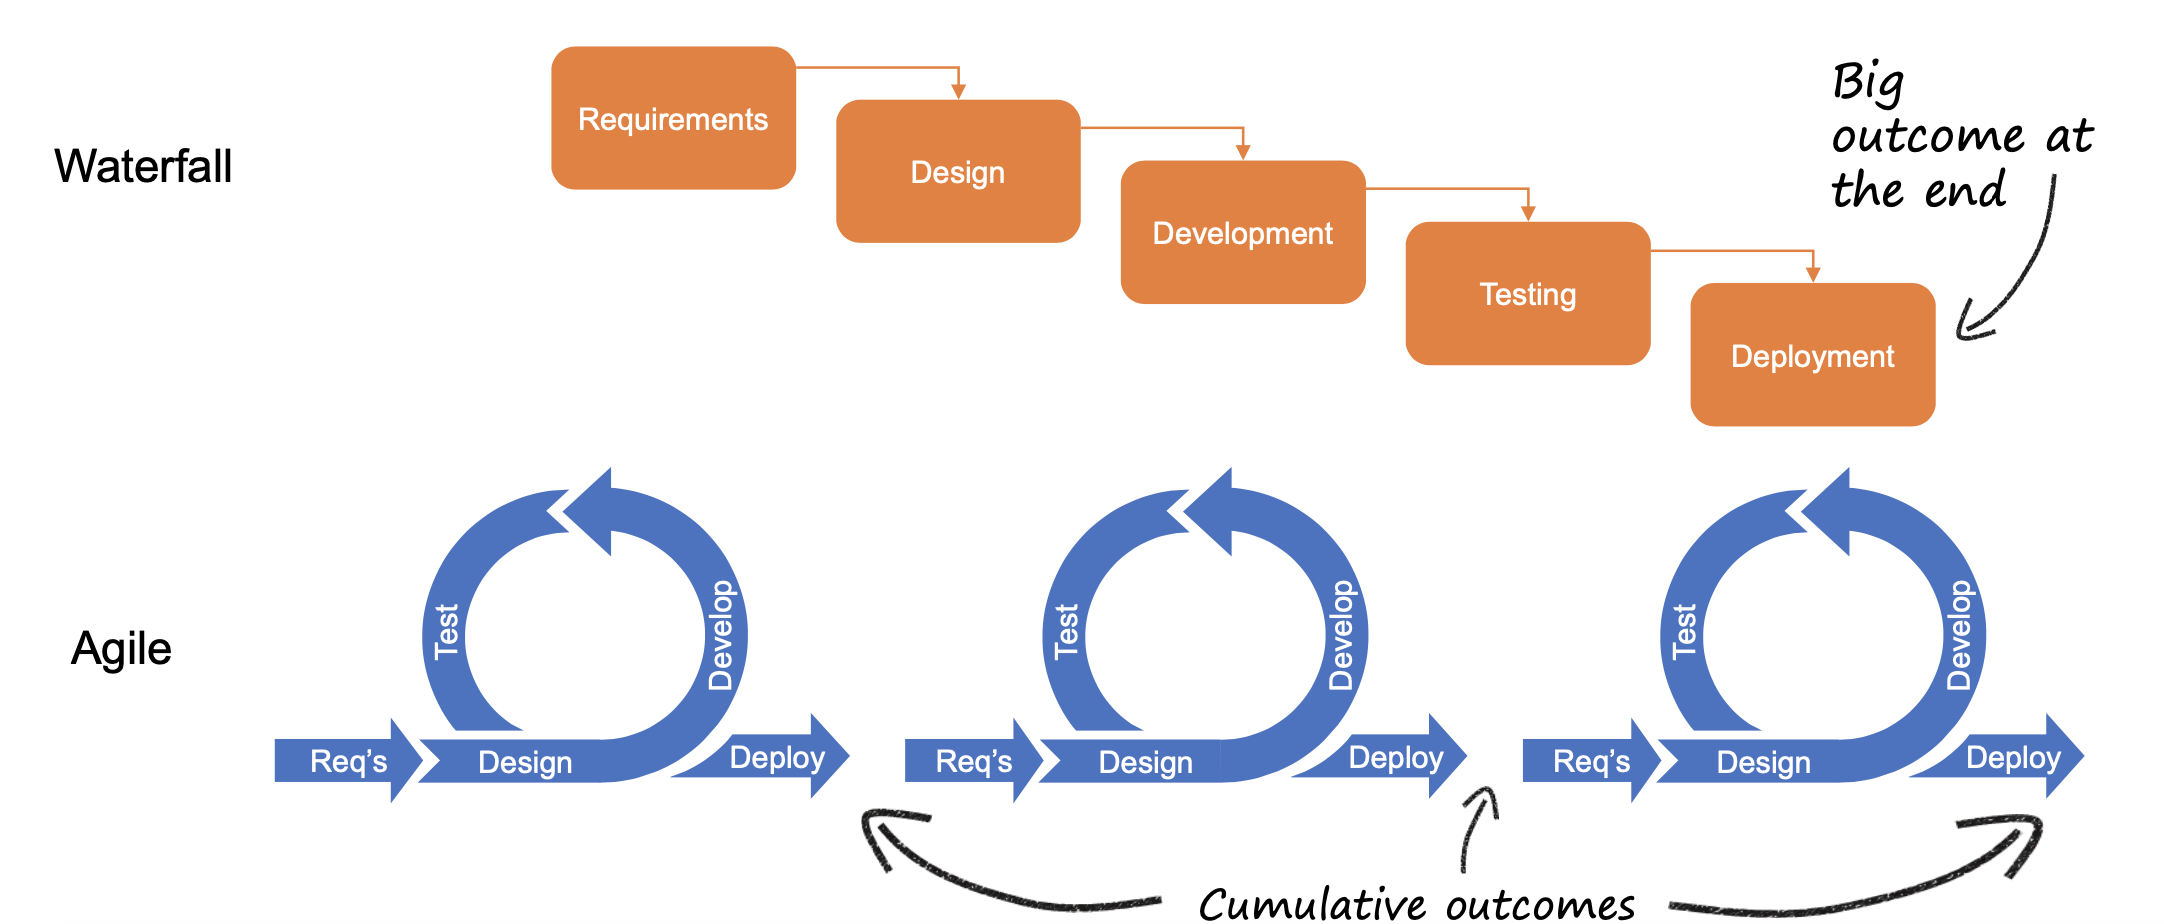 Waterfall
Requirements
Design
Development
Testing
Deployment
Big
outcome at
the end
Agile
Test
Develop
Req's
Design
Deploy
Test
Develop
Req's
Design
Deploy
Test
Develop
Req's
Design
Deploy
Cumulative outcomes